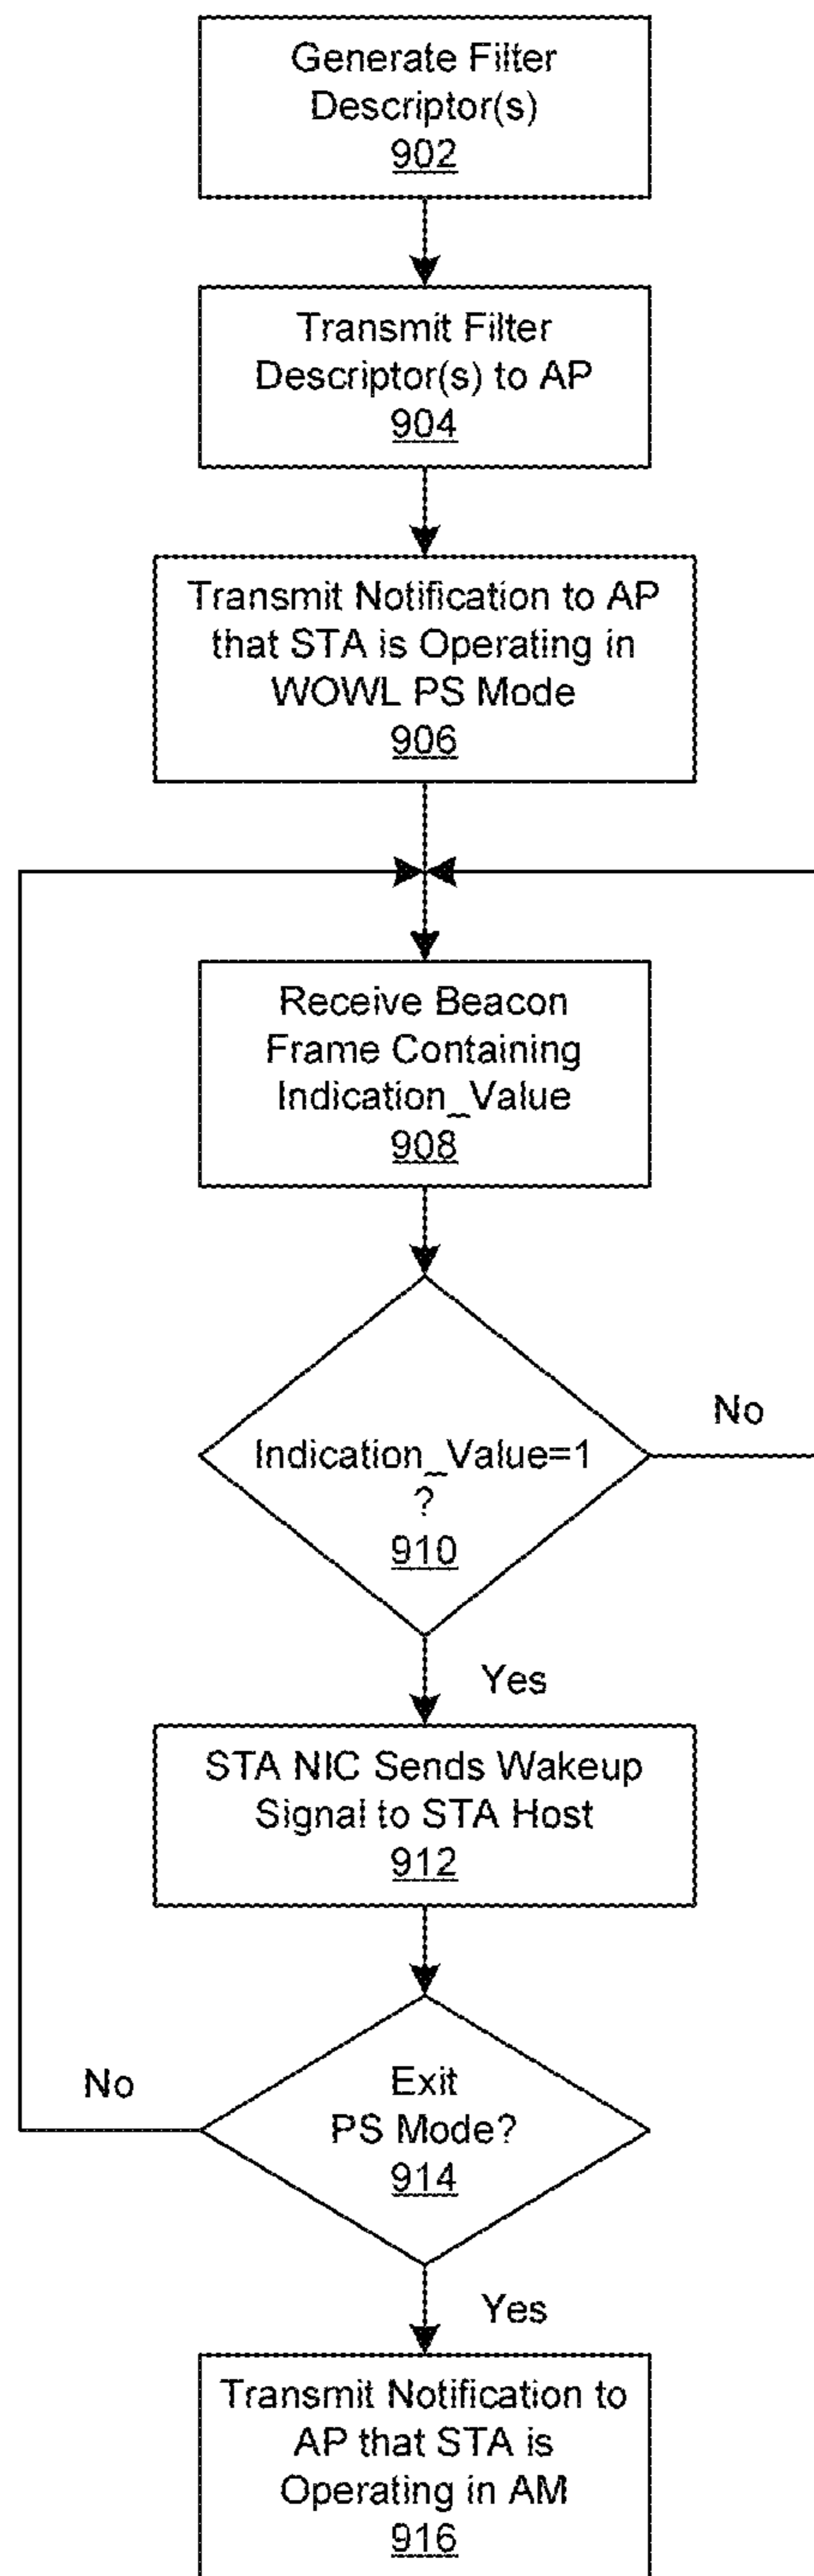 Generate Filter
Descriptor(s)
902
Transmit Filter
Descriptor(s) to AP
904
Transmit Notification to AP
that STA is Operating in
WOWL PS Mode
906
Receive Beacon
Frame Containing
Indication_Value
908
Indication_Value=1
?
910
No
Yes
STA NIC Sends Wakeup
Signal to STA Host
912
No
Exit
PS Mode?
914
Yes
Transmit Notification to
AP that STA is
Operating in AM
916